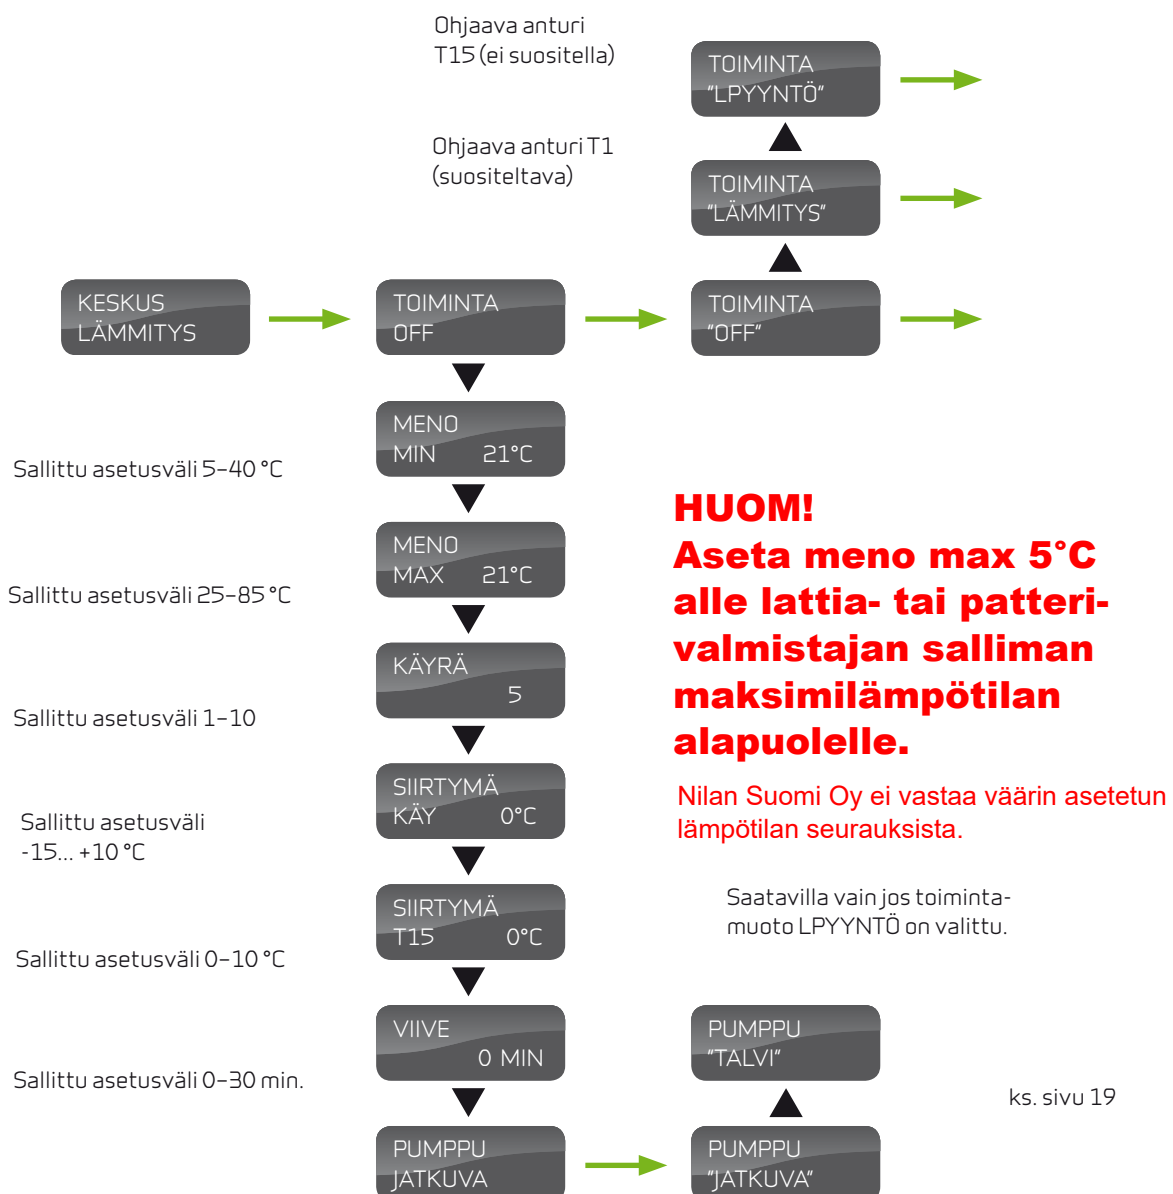 Ohjaava anturi
T15 (ei suositella)
TOIMINTA
"LPYYNTÖ"
Ohjaava anturi T1
(suositeltava)
TOIMINTA
"LÄMMITYS"
KESKUS
LÄMMITYS
TOIMINTA
OFF
TOIMINTA
"OFF"
MENO
MIN 21°C
Sallittu asetusväli 5–40 °C
MENO
MAX 21°C
Sallittu asetusväli 25–85 °C
HUOM!
Aseta meno max 5°C
alle lattia- tai patteri-
valmistajan salliman
maksimilämpötilan
alapuolelle.
Nilan Suomi Oy ei vastaa väärin asetetun
lämpötilan seurauksista.
KÄYRÄ
5
Sallittu asetusväli 1–10
SIIRTYMÄ
KÄY 0°C
Sallittu asetusväli
-15... +10 °C
SIIRTYMÄ
T15 0°C
Sallittu asetusväli 0–10 °C
Saatavilla vain jos toiminta-
muoto LPYYNTÖ on valittu.
VIIVE
0 MIN
Sallittu asetusväli 0–30 min.
PUMPPU
"TALVI"
ks. sivu 19
PUMPPU
JATKUVA
PUMPPU
"JATKUVA"